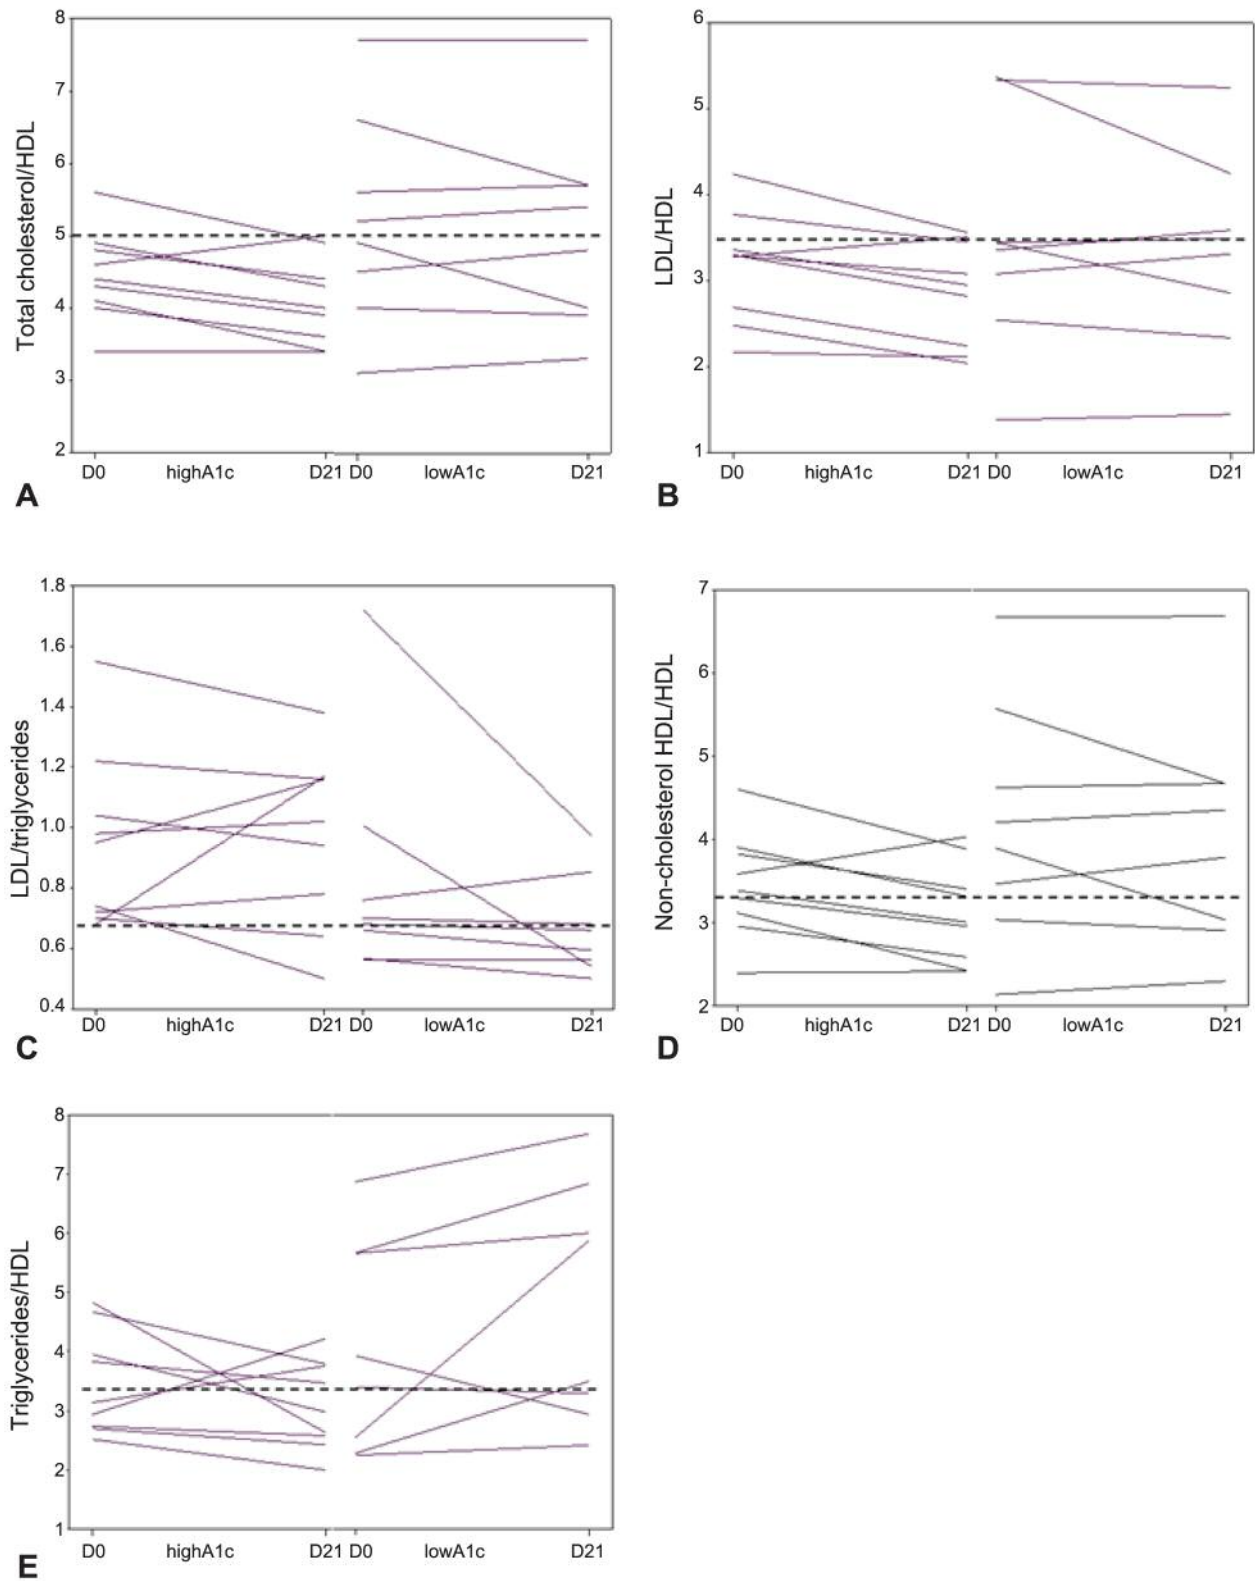 8
7
6
5
4
3
2
Total cholesterol/HDL
D0 highA1c D21 D0 lowA1c D21
A
6
5
4
3
2
1
LDL/HDL
D0 highA1c D21 D0 lowA1c D21
B
1.8
1.6
1.4
1.2
1.0
0.8
0.6
0.4
LDL/triglycerides
D0 highA1c D21 D0 lowA1c D21
C
7
6
5
4
3
2
Non-cholesterol HDL/HDL
D0 highA1c D21 D0 lowA1c D21
D
8
7
6
5
4
3
2
1
Triglycerides/HDL
D0 highA1c D21 D0 lowA1c D21
E